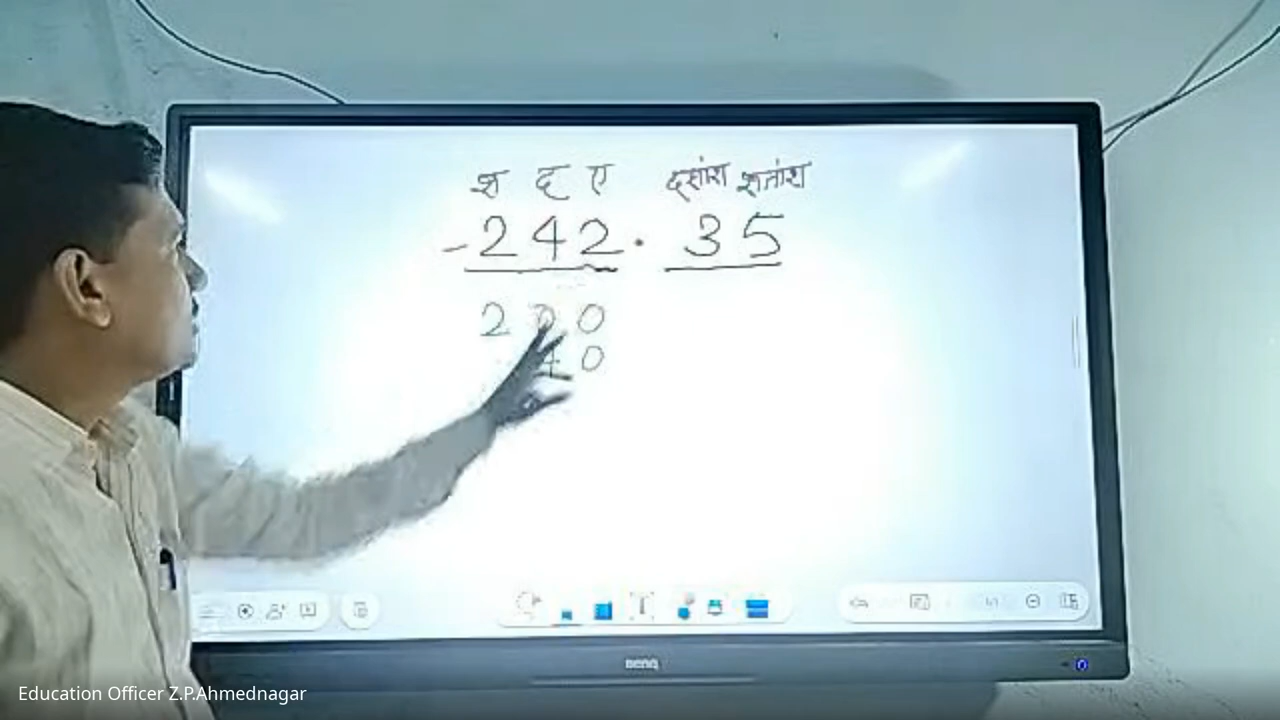 श द ए दशांश शतांश
- 242 . 35
200
40
BenQ
Education Officer Z.P.Ahmednagar